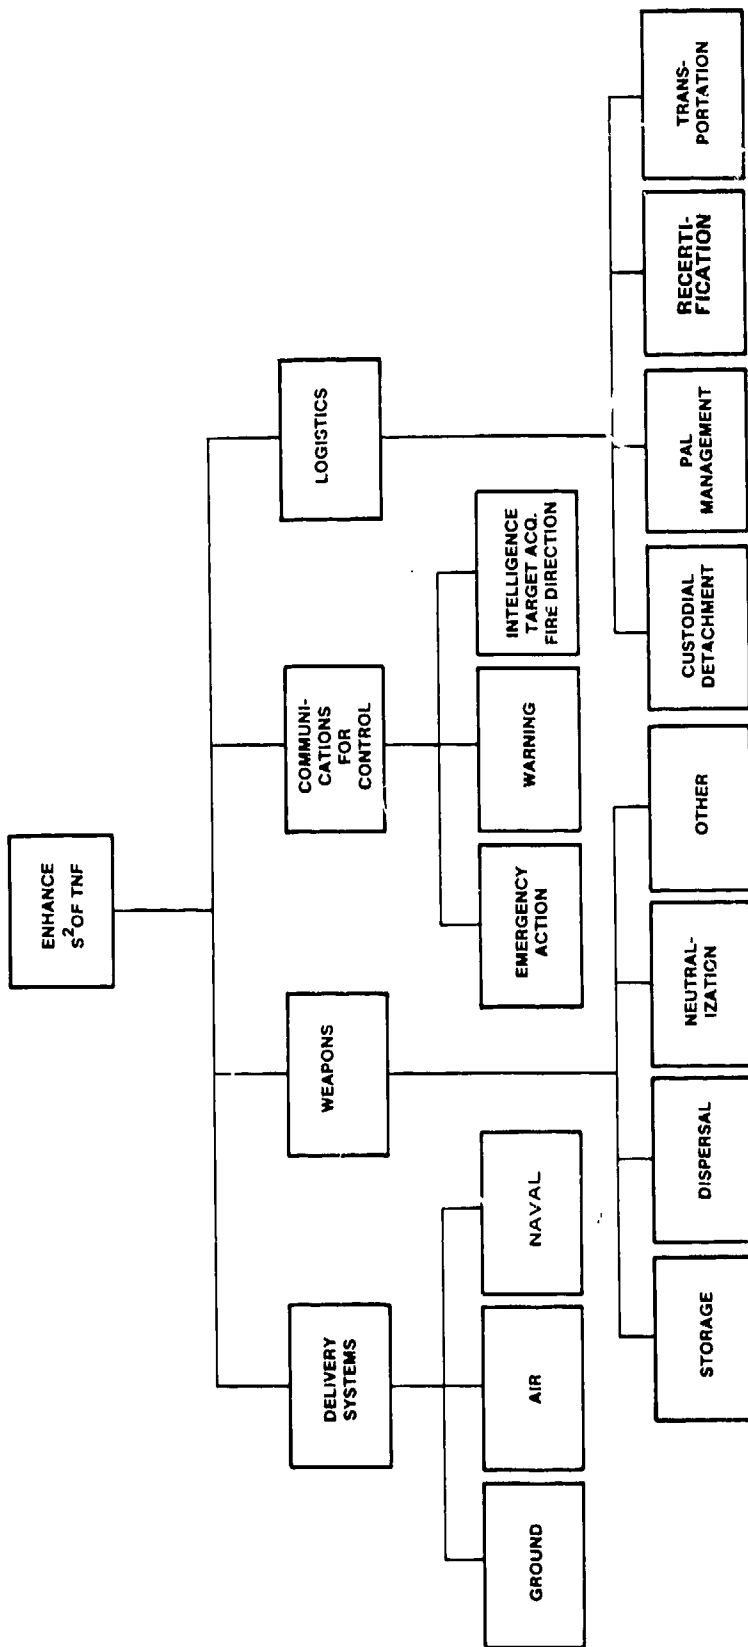 ENHANCE
S²OF TNF
DELIVERY
SYSTEMS
WEAPONS
COMMUNI-
CATIONS
FOR
CONTROL
LOGISTICS
GROUND
AIR
NAVAL
EMERGENCY
ACTION
WARNING
INTELLIGENCE
TARGET ACQ.
FIRE DIRECTION
STORAGE
DISPERSAL
NEUTRAL-
IZATION
OTHER
CUSTODIAL
DETACHMENT
PAL
MANAGEMENT
RECERTI-
FICATION
TRANS-
PORTATION